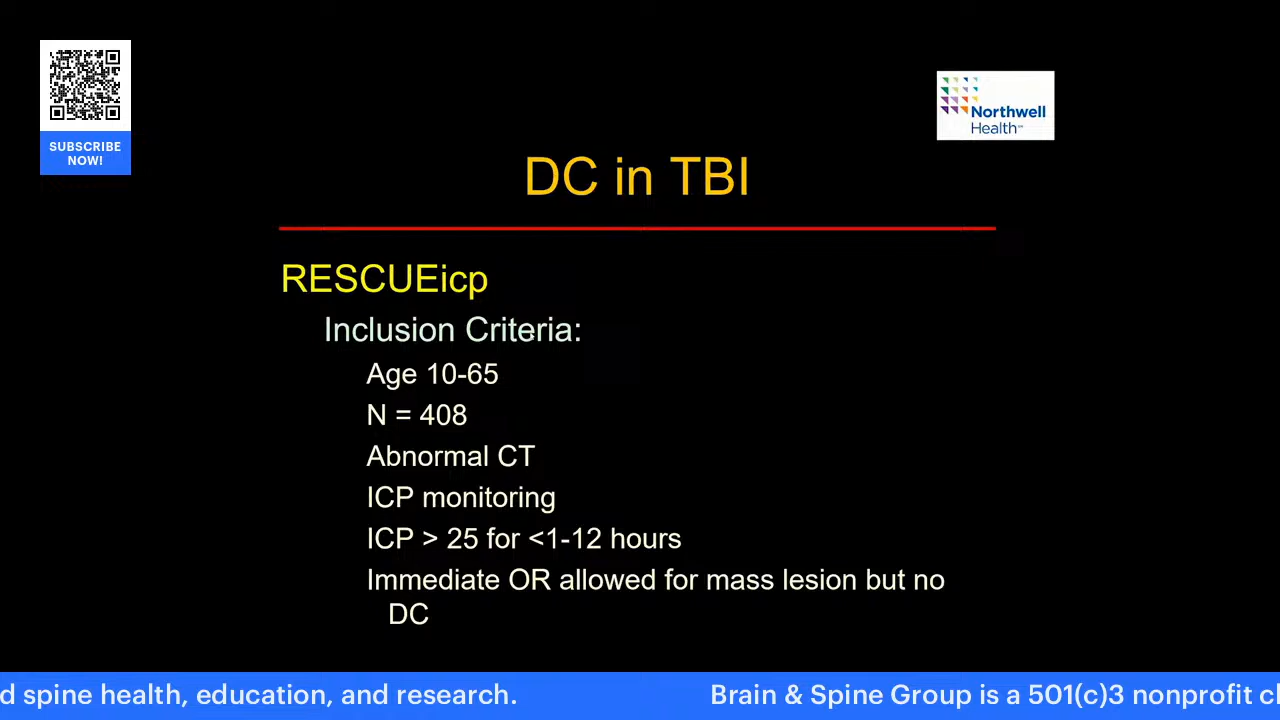 SUBSCRIBE
NOW!
Northwell
Health℠
DC in TBI
RESCUEicp
Inclusion Criteria:
Age 10-65
N = 408
Abnormal CT
ICP monitoring
ICP > 25 for <1-12 hours
Immediate OR allowed for mass lesion but no
DC
d spine health, education, and research.
Brain & Spine Group is a 501(c)3 nonprofit cl